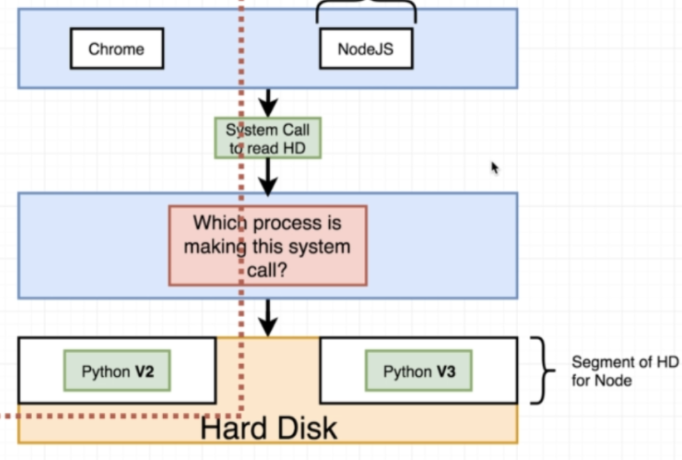 Chrome
NodeJS
System Call
to read HD
Which process is
making this system
call?
Python V2
Python V3
Segment of HD
for Node
Hard Disk